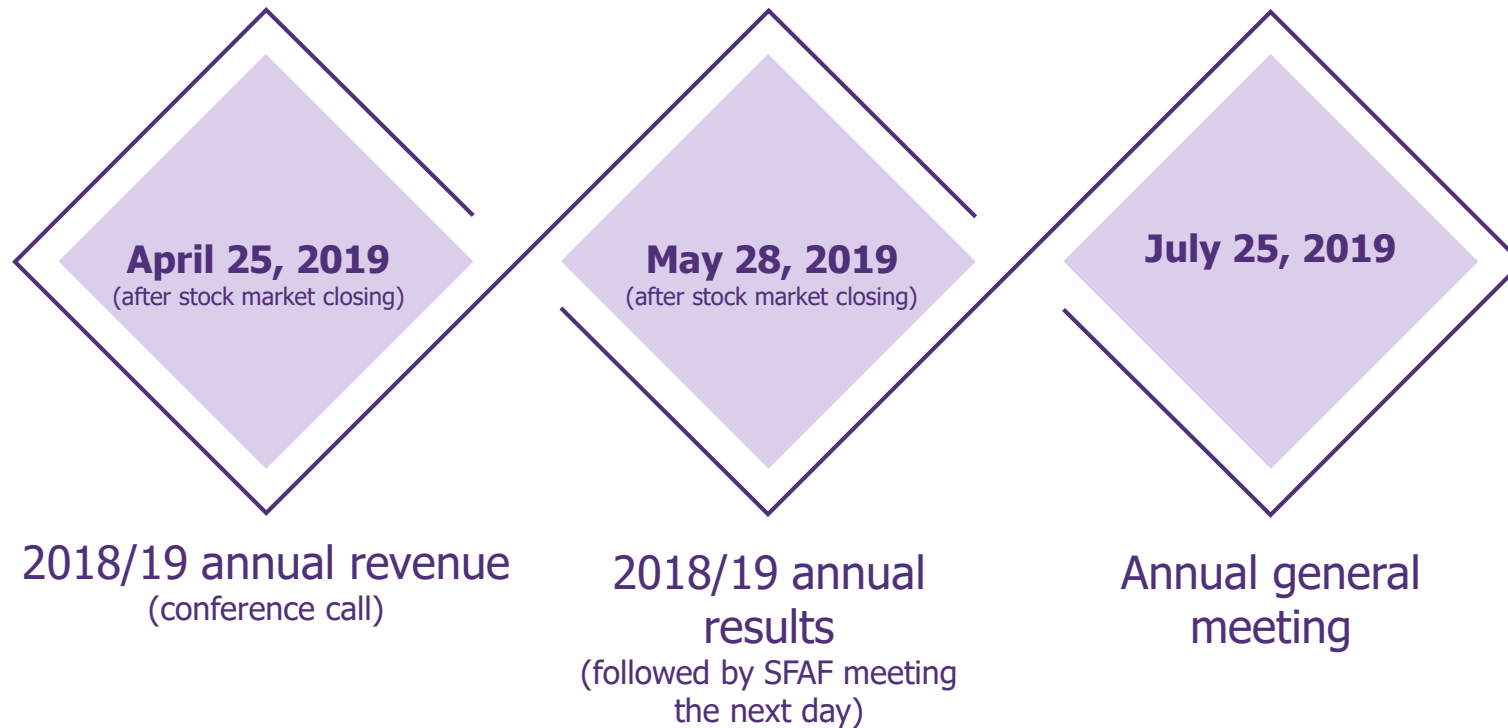 April 25, 2019
(after stock market closing)
2018/19 annual revenue
(conference call)
May 28, 2019
(after stock market closing)
2018/19 annual
results
(followed by SFAF meeting
the next day)
July 25, 2019
Annual general
meeting